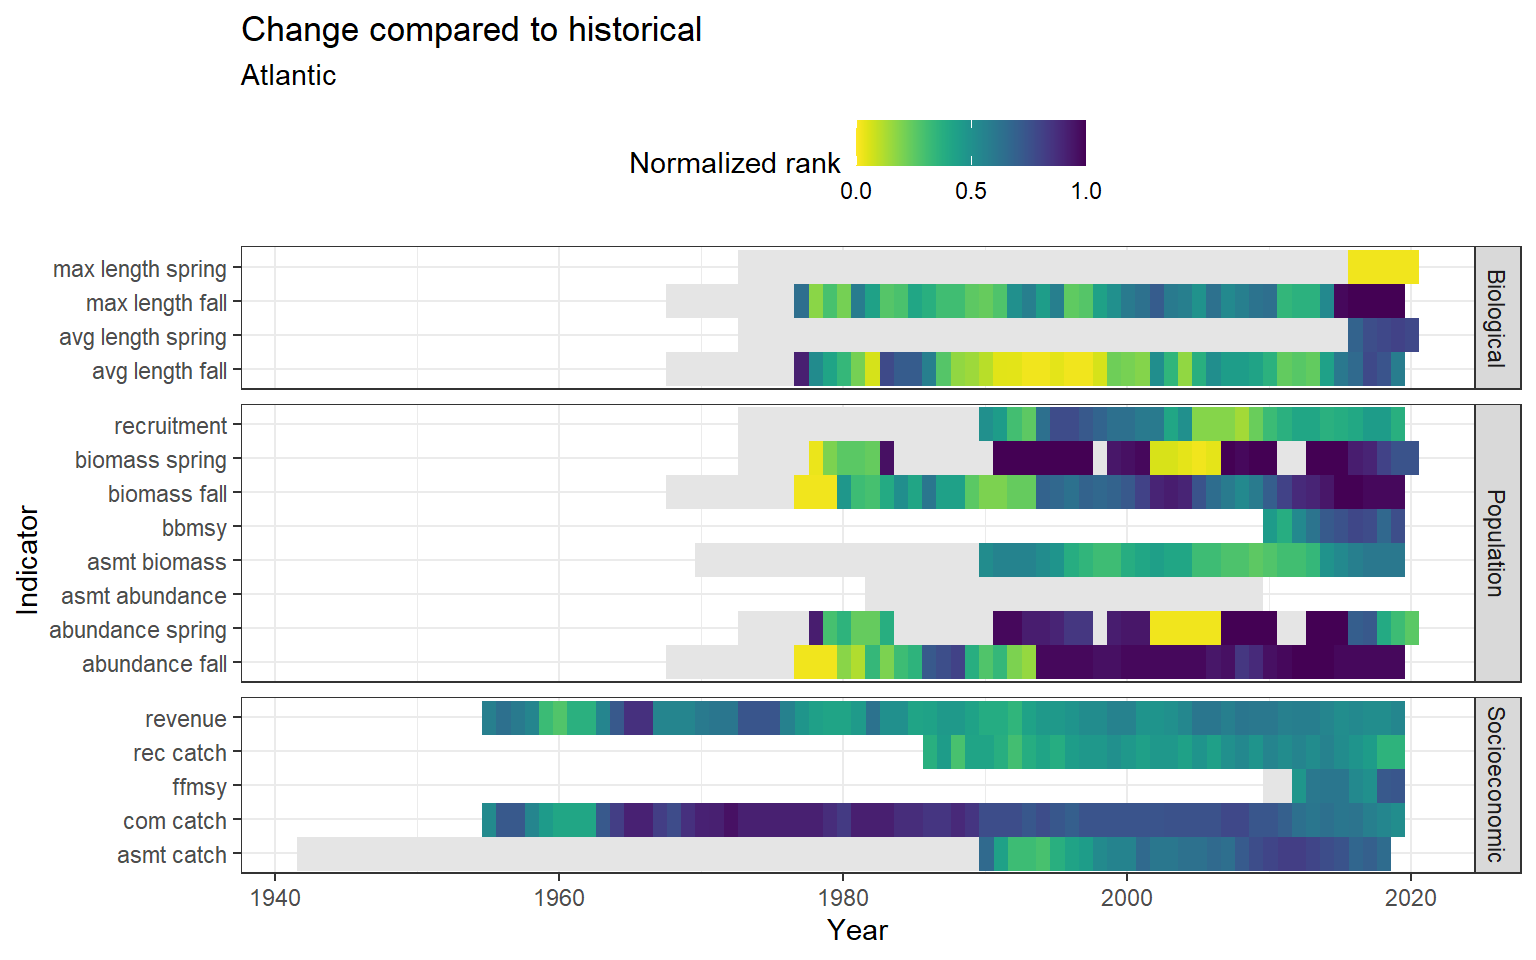 Change compared to historical
Atlantic
Normalized rank
0.0 0.5 1.0
max length spring
max length fall
avg length spring
avg length fall
Biological
recruitment
biomass spring
biomass fall
bbmsy
asmt biomass
asmt abundance
abundance spring
abundance fall
Population
revenue
rec catch
ffmsy
com catch
asmt catch
Socioeconomic
Indicator
1940 1960 1980 2000 2020
Year